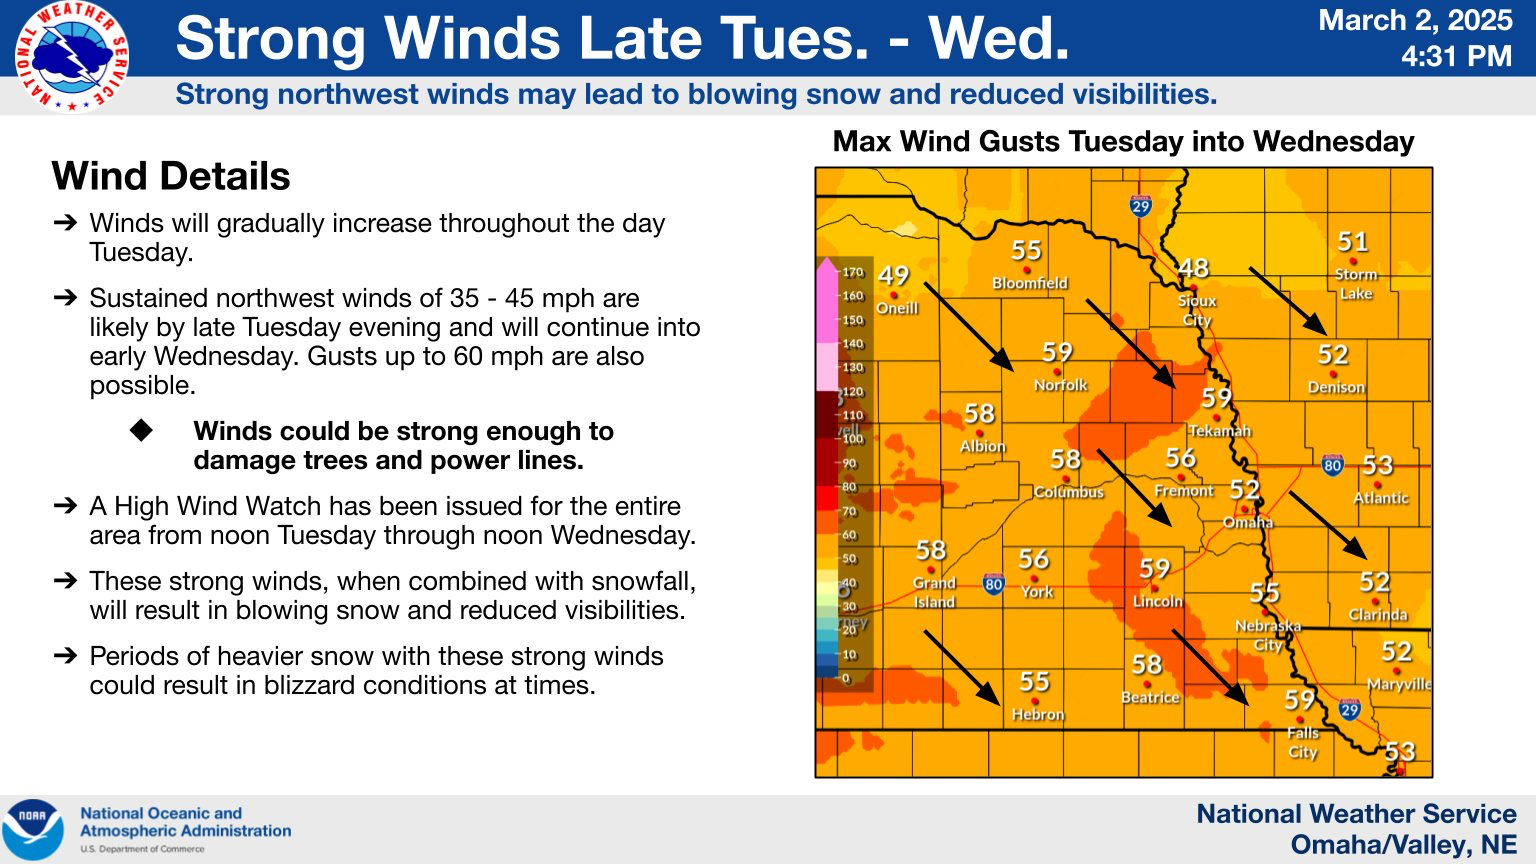 NATIONAL WEATHER SERVICE
Strong Winds Late Tues. - Wed.
March 2, 2025
4:31 PM
Strong northwest winds may lead to blowing snow and reduced visibilities.
Wind Details
➔ Winds will gradually increase throughout the day
Tuesday.
➔ Sustained northwest winds of 35 - 45 mph are
likely by late Tuesday evening and will continue into
early Wednesday. Gusts up to 60 mph are also
possible.
◆ Winds could be strong enough to
damage trees and power lines.
➔ A High Wind Watch has been issued for the entire
area from noon Tuesday through noon Wednesday.
➔ These strong winds, when combined with snowfall,
will result in blowing snow and reduced visibilities.
➔ Periods of heavier snow with these strong winds
could result in blizzard conditions at times.
Max Wind Gusts Tuesday into Wednesday
29
55
Bloomfield
51
Storm
Lake
49
Oneill
48
Sioux
City
59
Norfolk
52
Denison
59
Tekamah
58
Albion
58
Columbus
56
Fremont
52
Omaha
80
53
Atlantic
58
Grand
Island
80
56
York
59
Lincoln
55
Nebraska
City
52
Clarinda
55
Hebron
58
Beatrice
52
Maryville
59
Falls
City
29
53
170
160
150
140
130
120
110
100
90
80
70
60
50
40
30
20
10
0
NOAA
National Oceanic and
Atmospheric Administration
U.S. Department of Commerce
National Weather Service
Omaha/Valley, NE